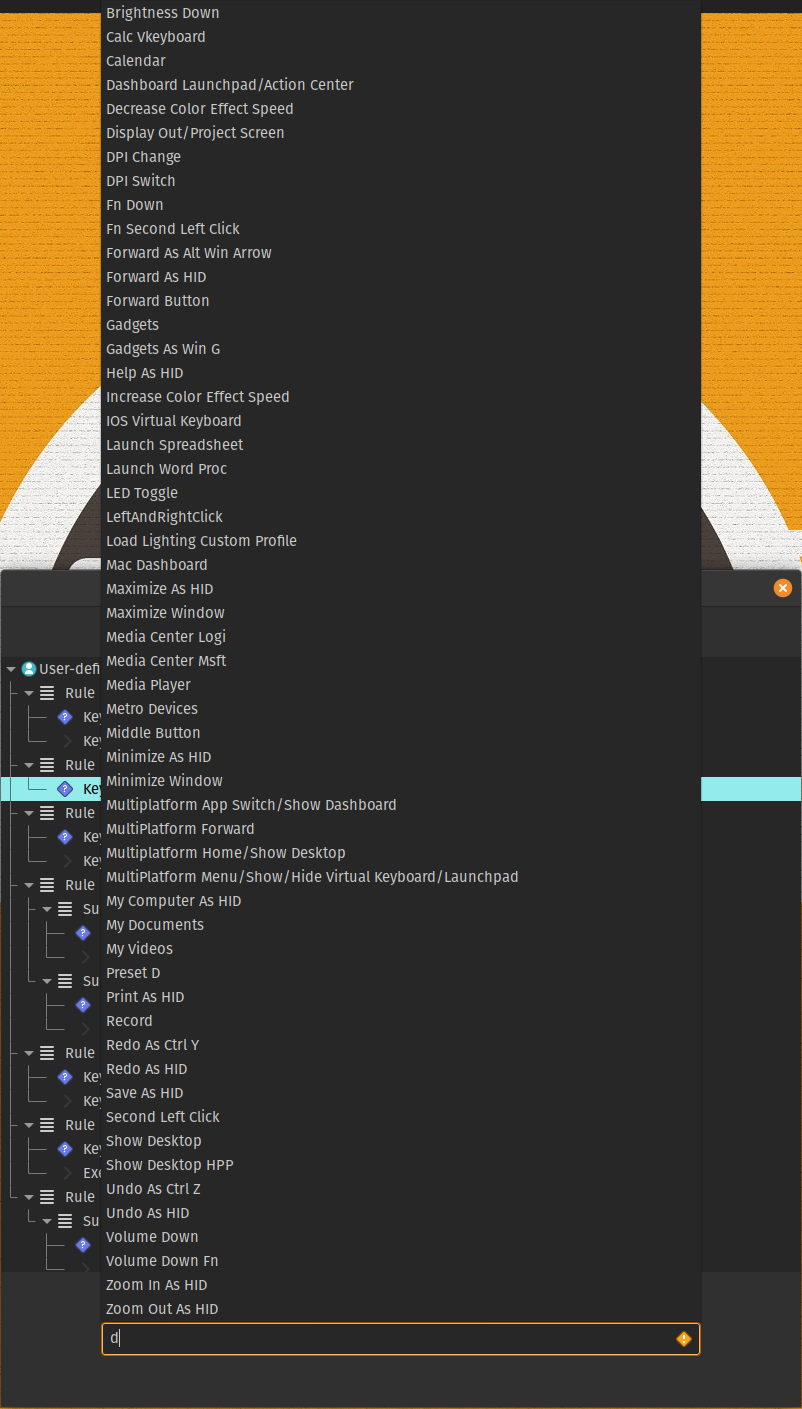 Brightness Down
Calc Vkeyboard
Calendar
Dashboard Launchpad/Action Center
Decrease Color Effect Speed
Display Out/Project Screen
DPI Change
DPI Switch
Fn Down
Fn Second Left Click
Forward As Alt Win Arrow
Forward As HID
Forward Button
Gadgets
Gadgets As Win G
Help As HID
Increase Color Effect Speed
IOS Virtual Keyboard
Launch Spreadsheet
Launch Word Proc
LED Toggle
LeftAndRightClick
Load Lighting Custom Profile
Mac Dashboard
Maximize As HID
Maximize Window
Media Center Logi
Media Center Msft
Media Player
Metro Devices
Middle Button
Minimize As HID
Minimize Window
Multiplatform App Switch/Show Dashboard
MultiPlatform Forward
Multiplatform Home/Show Desktop
MultiPlatform Menu/Show/Hide Virtual Keyboard/Launchpad
My Computer As HID
My Documents
My Videos
Preset D
Print As HID
Record
Redo As Ctrl Y
Redo As HID
Save As HID
Second Left Click
Show Desktop
Show Desktop HPP
Undo As Ctrl Z
Undo As HID
Volume Down
Volume Down Fn
Zoom In As HID
Zoom Out As HID
d
User-defi
Rule
Key
Key
Rule
Key
Rule
Key
Key
Rule
Su
Su
Rule
Key
Key
Rule
Key
Exe
Rule
Su